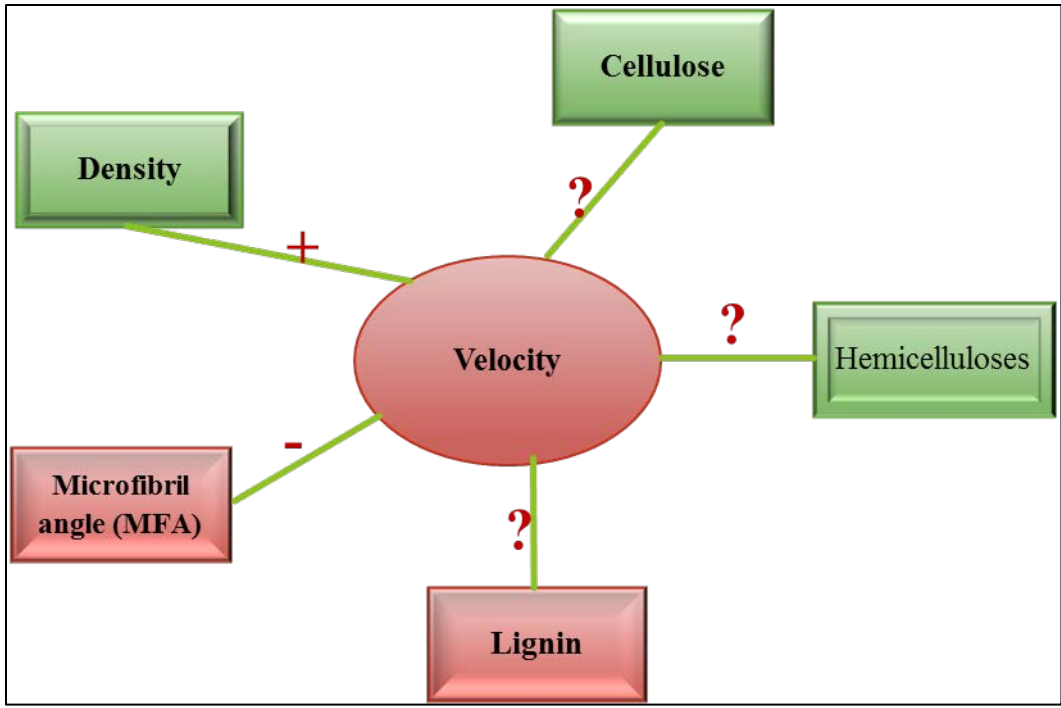 Cellulose
Density
?
+
?
Velocity
Hemicelluloses
-
Microfibril
angle (MFA)
?
Lignin